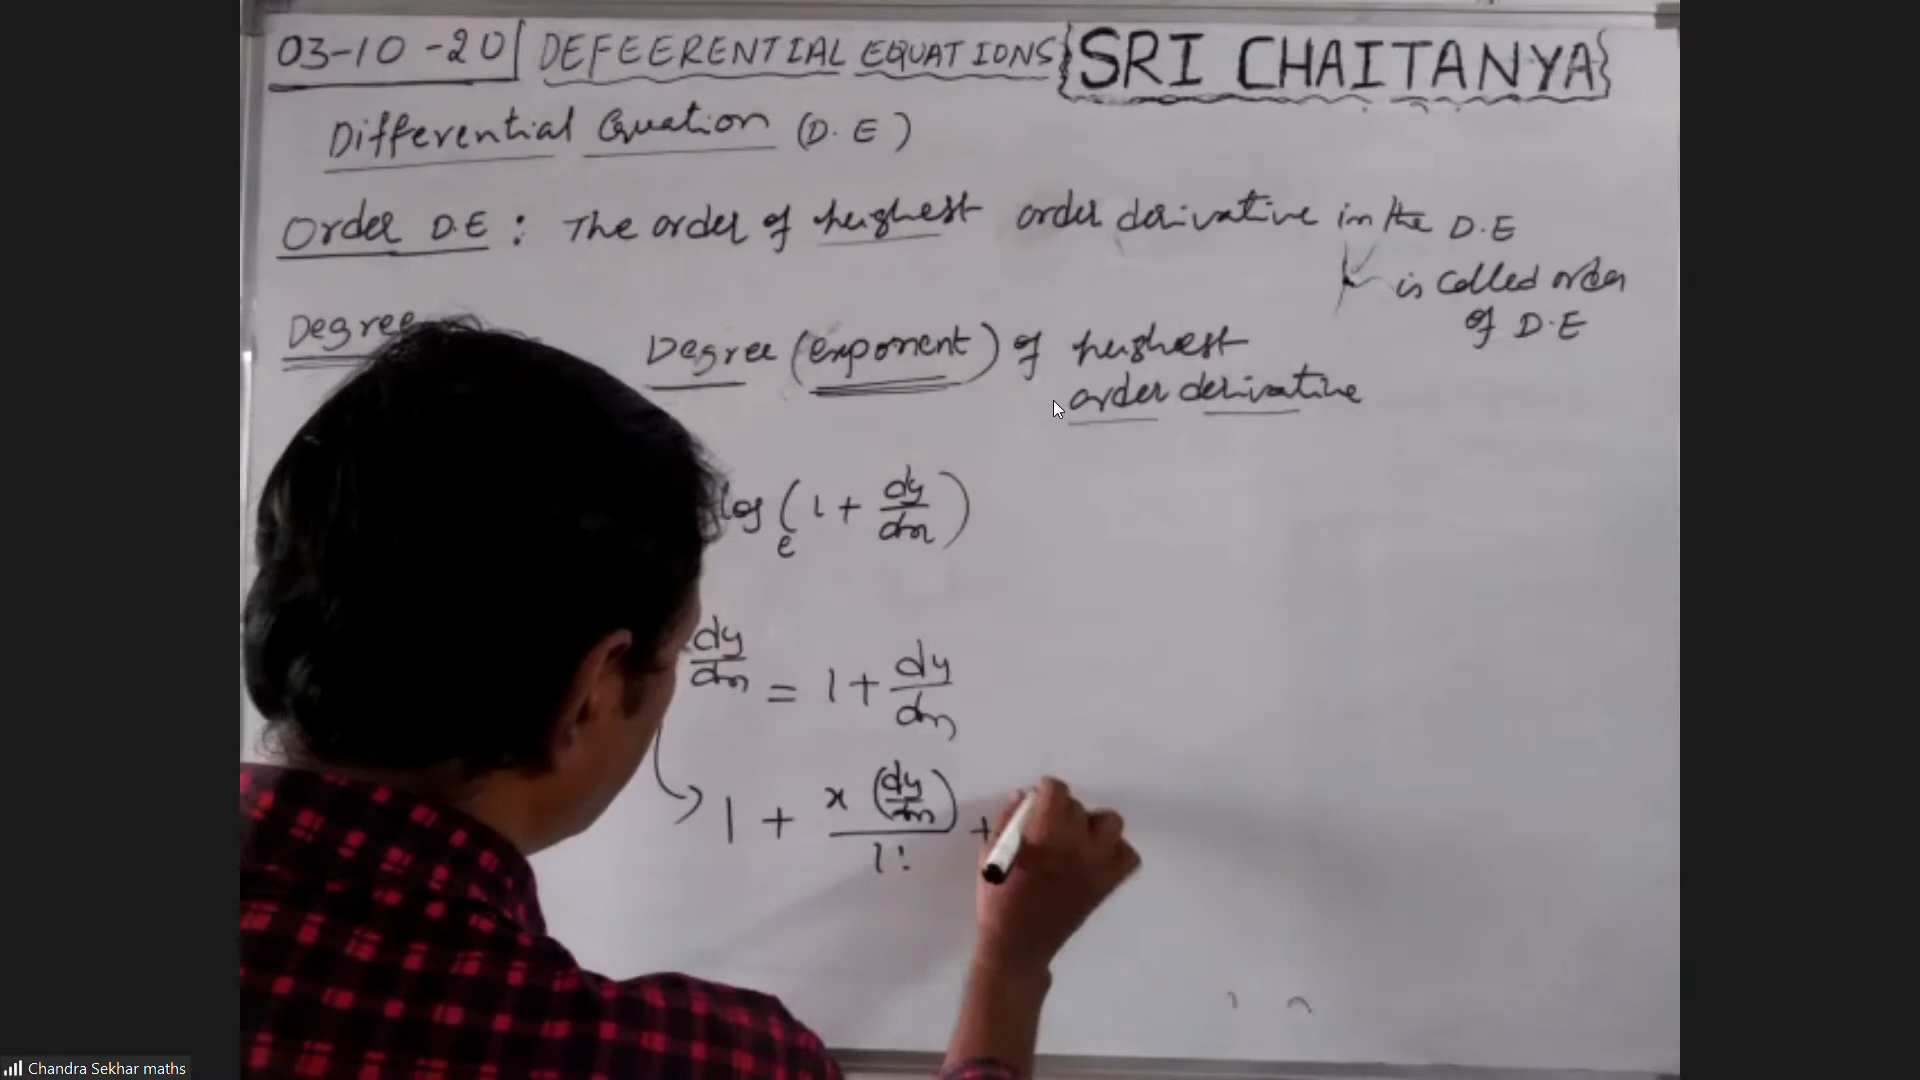 03-10-20 DEFEERENTIAL EQUATIONS {SRI CHAITANYA}
Differential Equation (D.E)
Order D.E : The order of highest order derivative in the D.E
is called order
of D.E
Degree
Degree (exponent) of highest
order derivative
log e (1 + dy/dx)
dy/dx = 1 + dy/dx
1 + x (dy/dx)/1! +
Chandra Sekhar maths